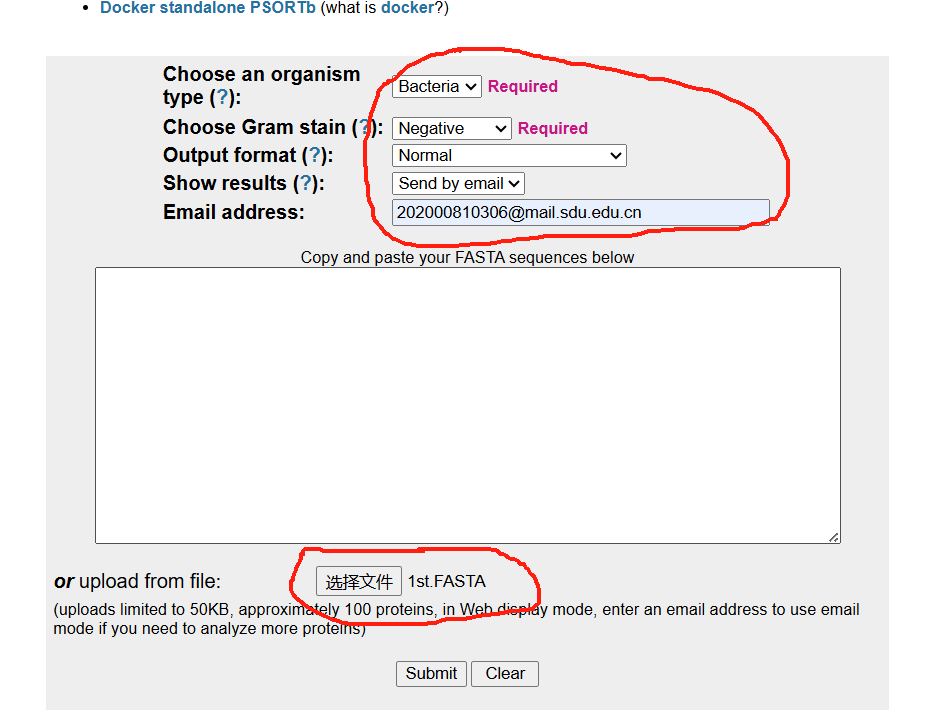 Docker standalone PSORTb (what is docker?)
Choose an organism
type (?):
Bacteria
Required
Choose Gram stain (?):
Negative
Required
Output format (?):
Normal
Show results (?):
Send by email
Email address:
202000810306@mail.sdu.edu.cn
Copy and paste your FASTA sequences below
or upload from file:
选择文件 1st.FASTA
(uploads limited to 50KB, approximately 100 proteins, in Web display mode, enter an email address to use email
mode if you need to analyze more proteins)
Submit
Clear